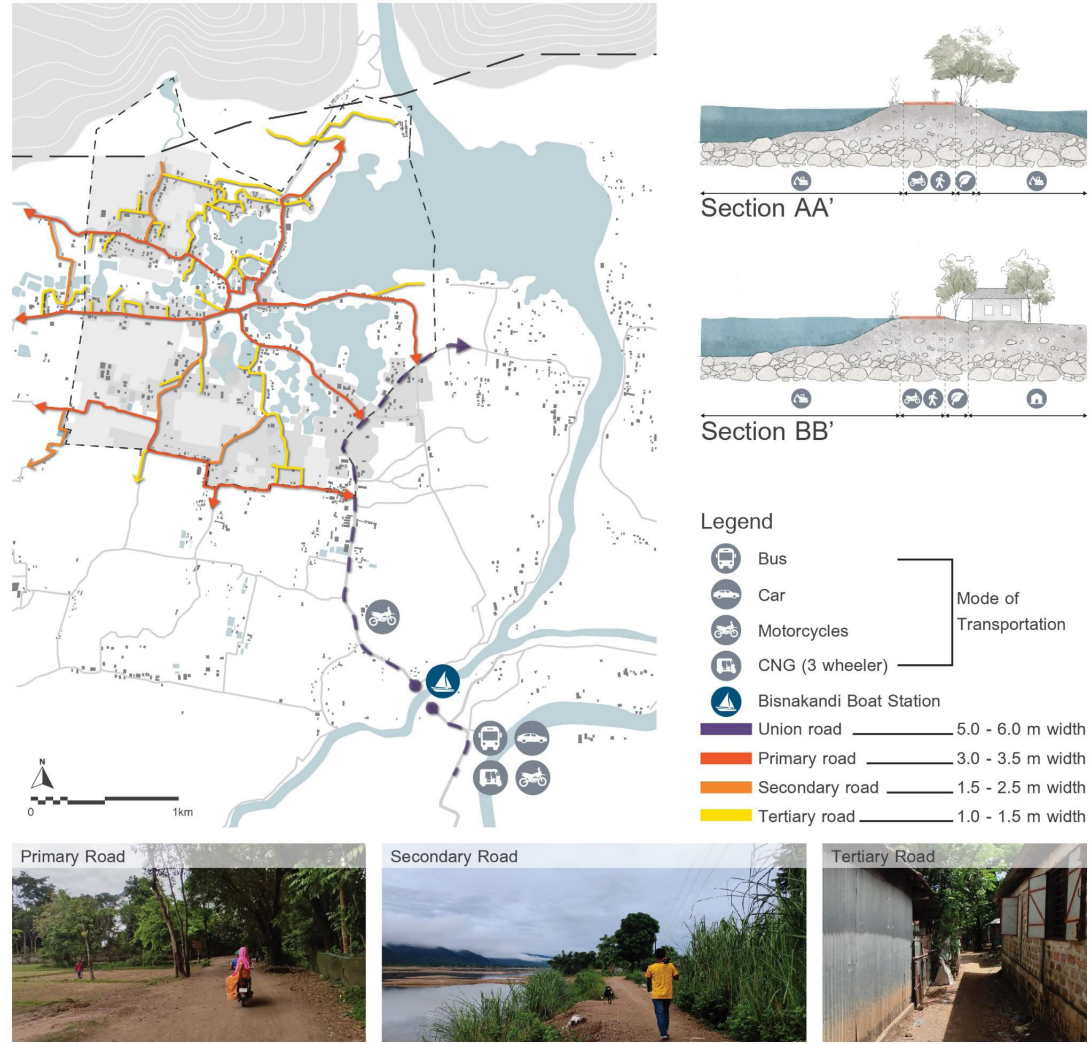 N
0
1km
Section AA'
Section BB'
Legend
Bus
Car
Motorcycles
CNG (3 wheeler)
Mode of
Transportation
Bisnakandi Boat Station
Union road 5.0 - 6.0 m width
Primary road 3.0 - 3.5 m width
Secondary road 1.5 - 2.5 m width
Tertiary road 1.0 - 1.5 m width
Primary Road
Secondary Road
Tertiary Road